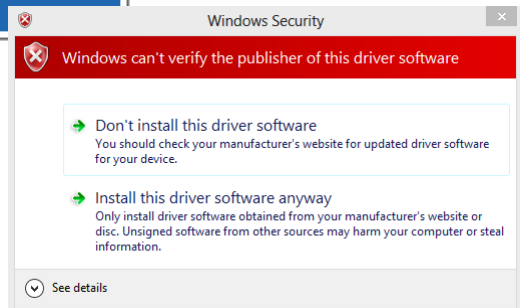 Windows Security
Windows can't verify the publisher of this driver software
Don't install this driver software
You should check your manufacturer's website for updated driver software
for your device.
Install this driver software anyway
Only install driver software obtained from your manufacturer's website or
disc. Unsigned software from other sources may harm your computer or steal
information.
See details